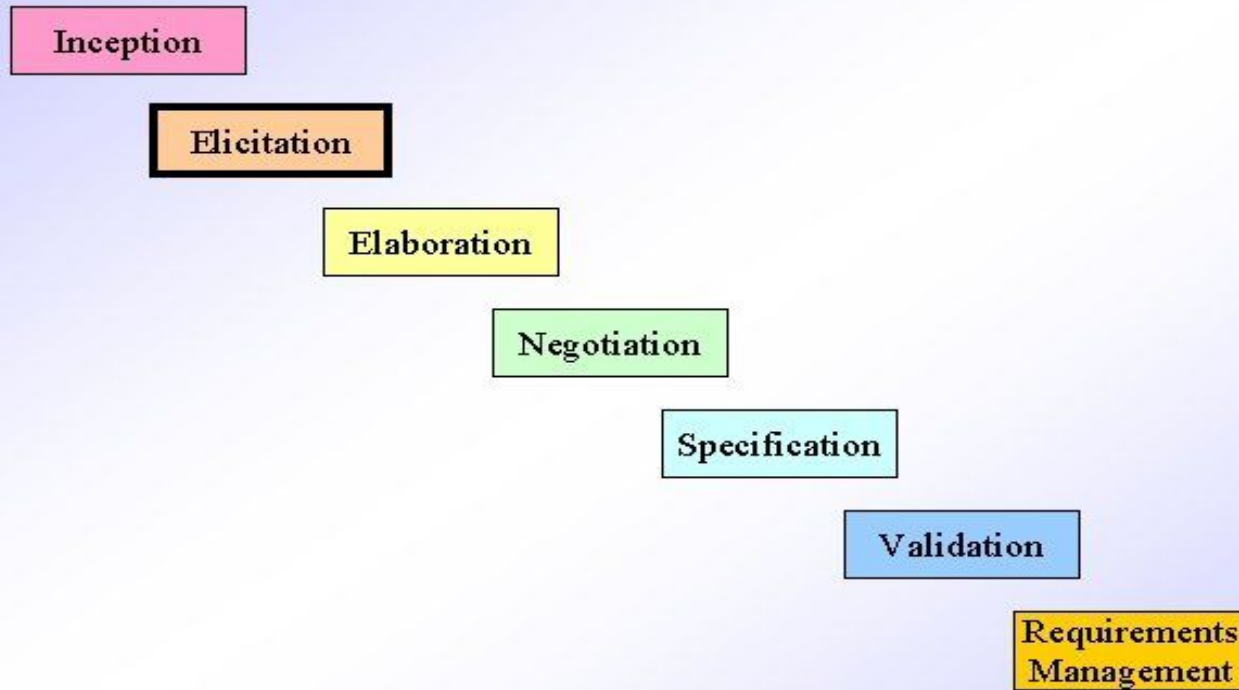 Inception
Elicitation
Elaboration
Negotiation
Specification
Validation
Requirements
Management